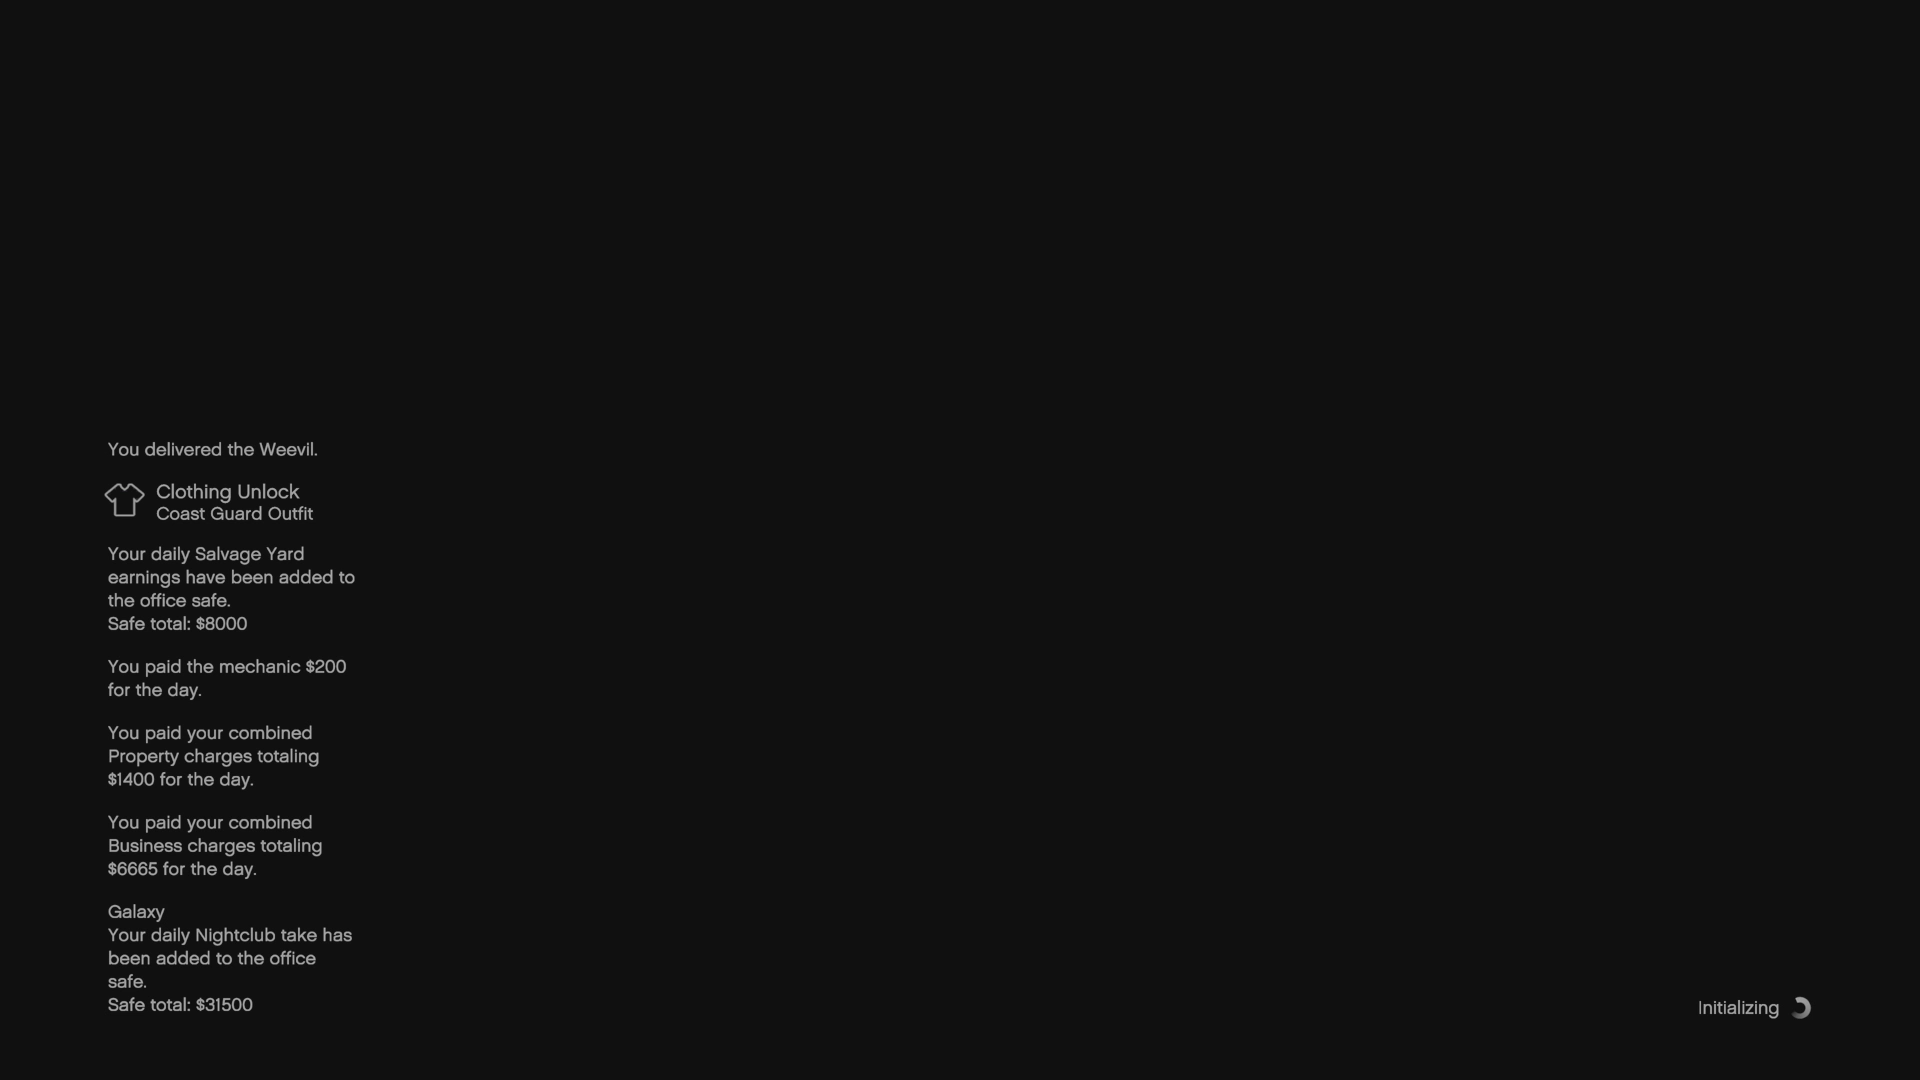 You delivered the Weevil.
Clothing Unlock
Coast Guard Outfit
Your daily Salvage Yard
earnings have been added to
the office safe.
Safe total: $8000
You paid the mechanic $200
for the day.
You paid your combined
Property charges totaling
$1400 for the day.
You paid your combined
Business charges totaling
$6665 for the day.
Galaxy
Your daily Nightclub take has
been added to the office
safe.
Safe total: $31500
Initializing